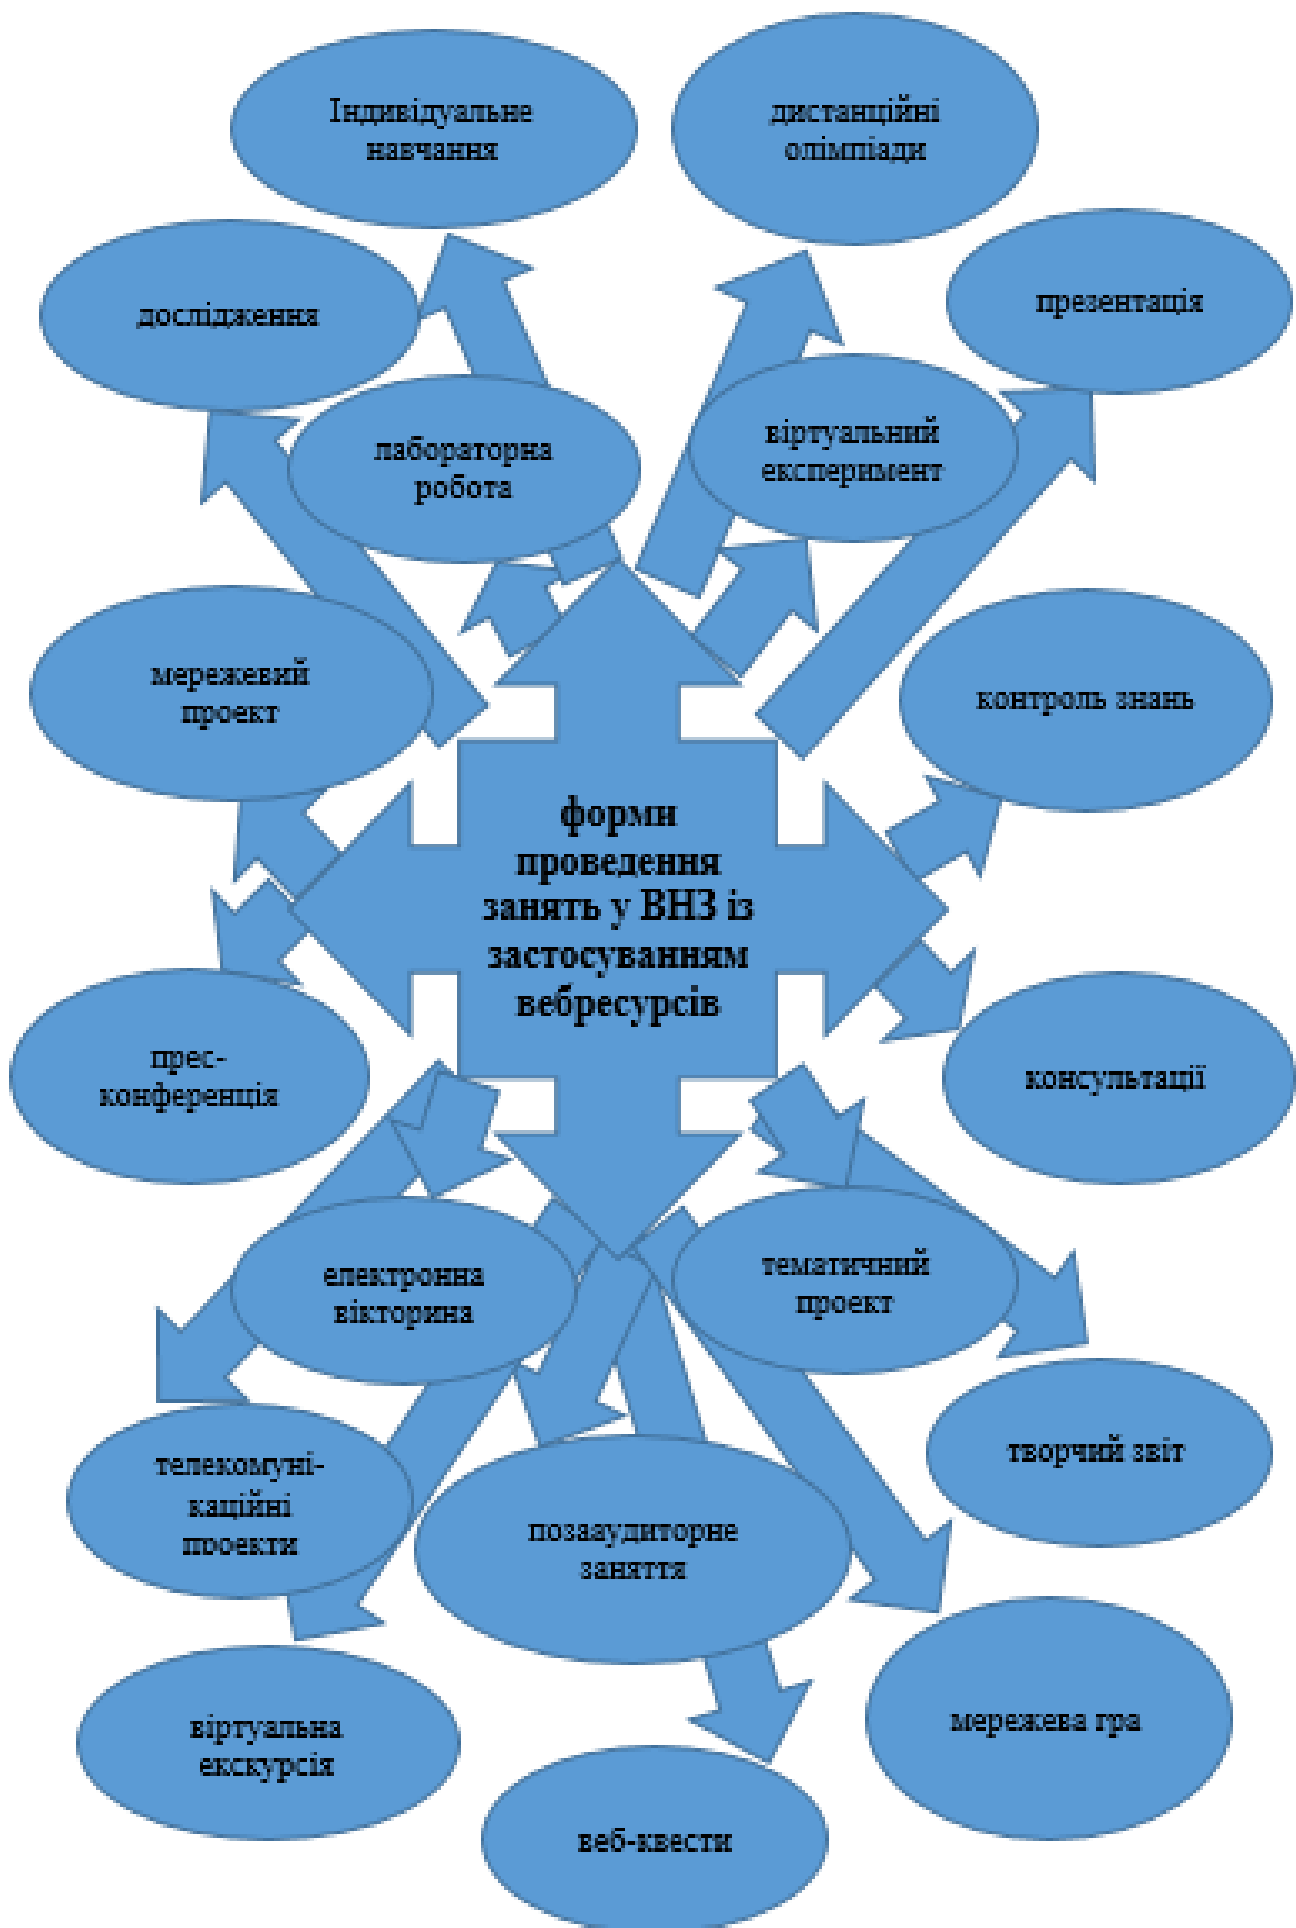 Індивідуальне
навчання
дистанційні
олімпіади
дослідження
презентація
лабораторна
робота
віртуальний
експеримент
мережевий
проект
контроль знань
форми
проведення
занять у ВНЗ із
застосуванням
вебресурсів
прес-
конференція
консультації
електронна
вікторина
тематичний
проект
телекомуні-
каційні
проекти
творчий звіт
позааудиторне
заняття
віртуальна
екскурсія
мережева гра
веб-квести